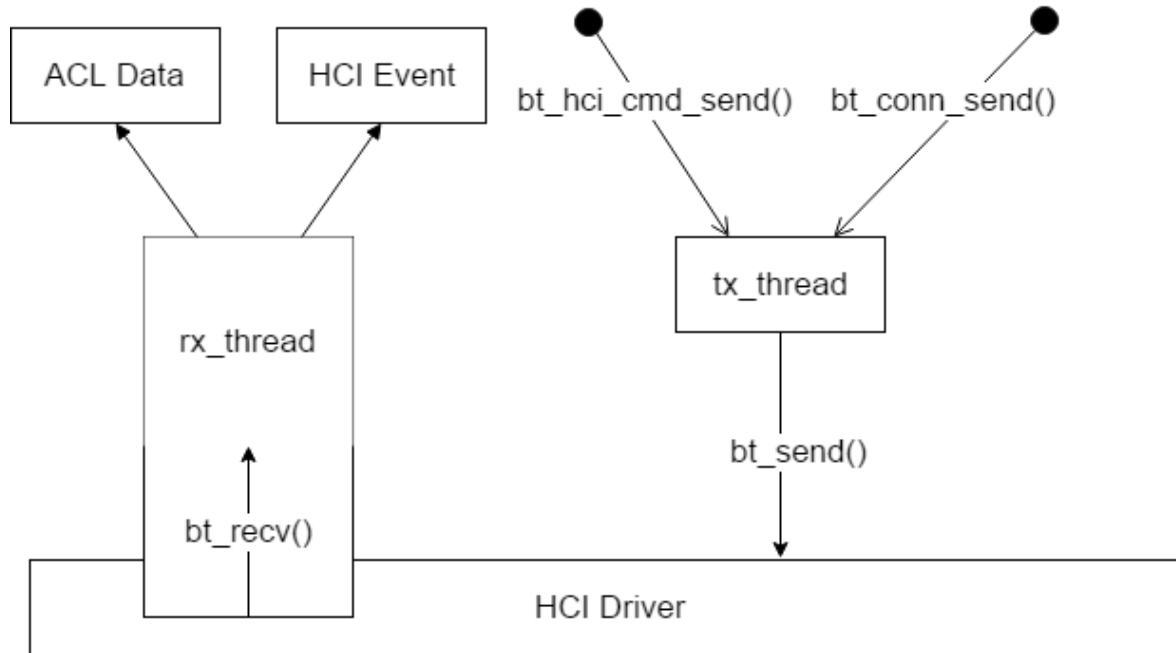 ACL Data
HCI Event
bt_hci_cmd_send()
bt_conn_send()
tx_thread
rx_thread
bt_send()
bt_recv()
HCI Driver